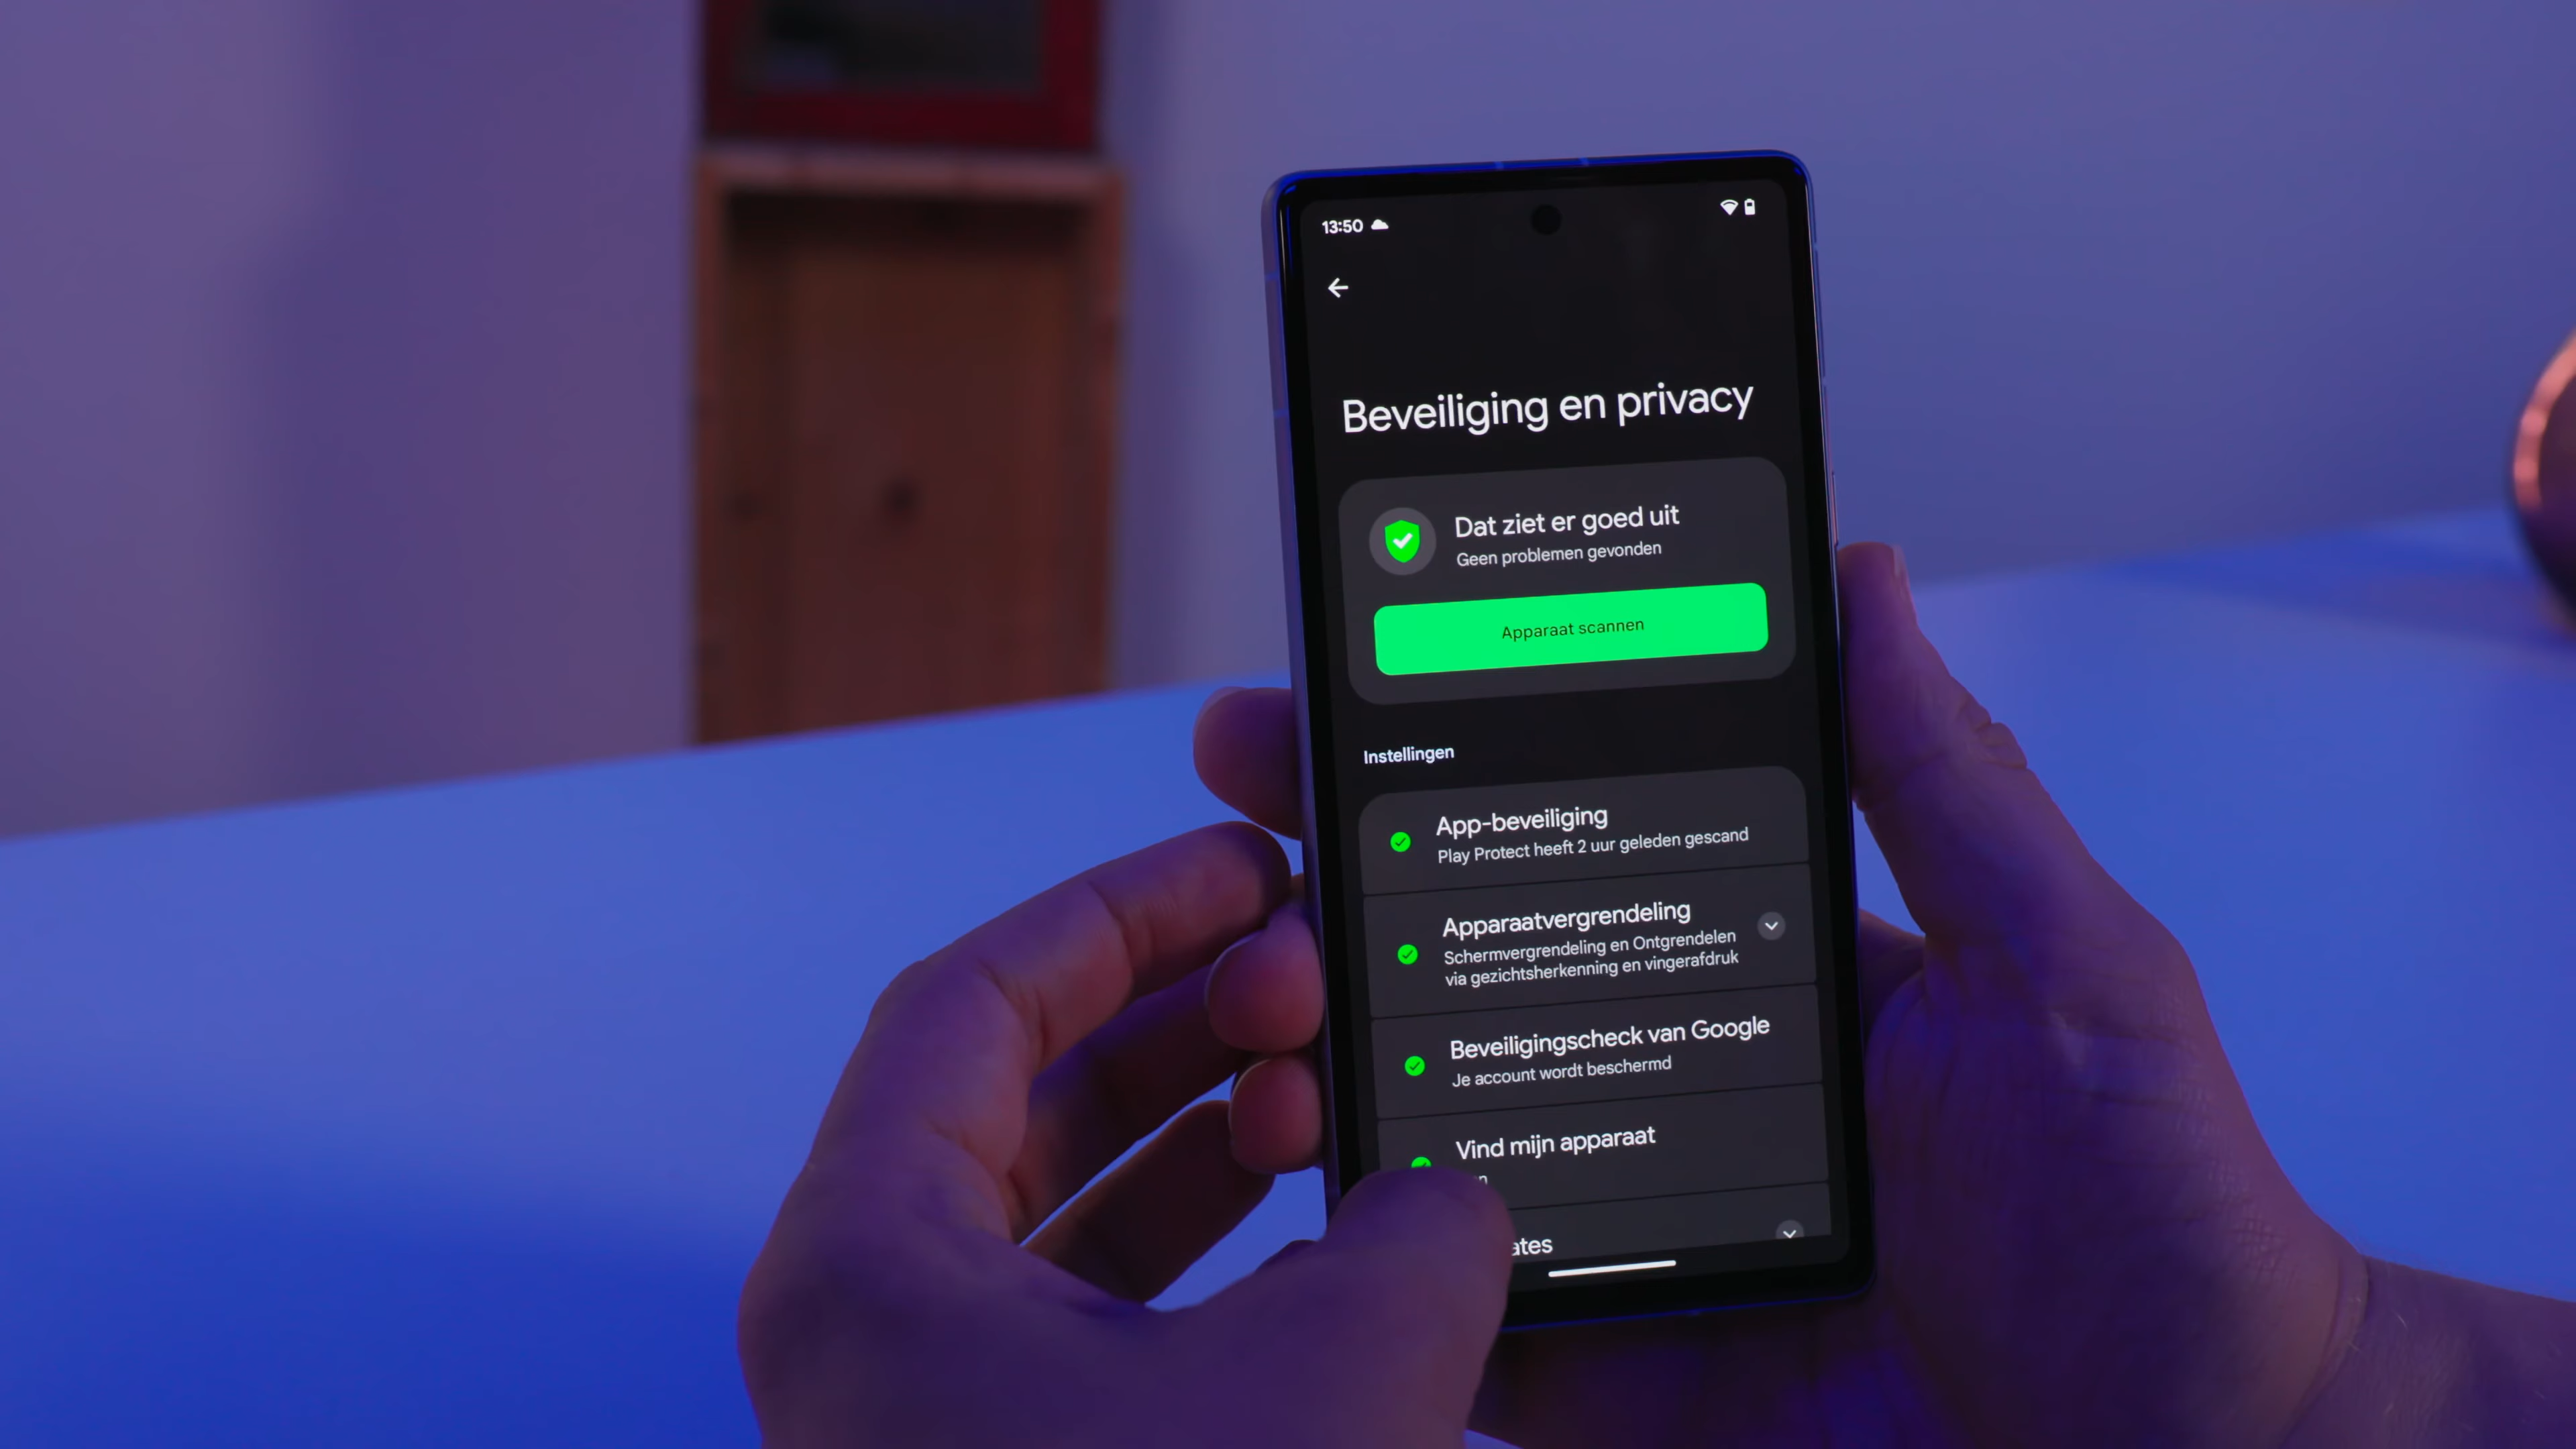 13:50
Beveiliging en privacy
Dat ziet er goed uit
Geen problemen gevonden
Apparaat scannen
Instellingen
App-beveiliging
Play Protect heeft 2 uur geleden gescand
Apparaatvergrendeling
Schermvergrendeling en Ontgrendelen
via gezichtsherkenning en vingerafdruk
Beveiligingscheck van Google
Je account wordt beschermd
Vind mijn apparaat